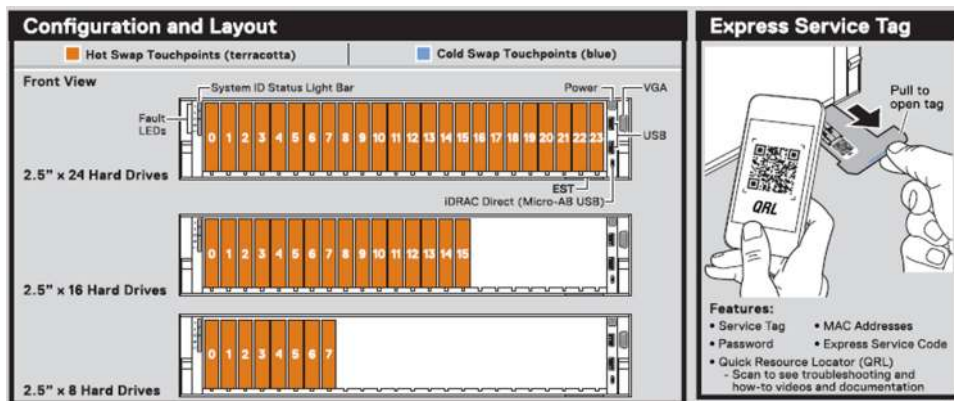 Configuration and Layout
Hot Swap Touchpoints (terracotta)
Cold Swap Touchpoints (blue)
Front View
System ID Status Light Bar
Power
VGA
Fault
LEDs
USB
0 1 2 3 4 5 6 7 8 9 10 11 12 13 14 15 16 17 18 19 20 21 22 23
2.5" × 24 Hard Drives
EST
iDRAC Direct (Micro-AB USB)
0 1 2 3 4 5 6 7 8 9 10 11 12 13 14 15
2.5" × 16 Hard Drives
0 1 2 3 4 5 6 7
2.5" × 8 Hard Drives
Express Service Tag
Pull to
open tag
QRL
Features:
• Service Tag
• MAC Addresses
• Password
• Express Service Code
• Quick Resource Locator (QRL)
- Scan to see troubleshooting and
how-to videos and documentation